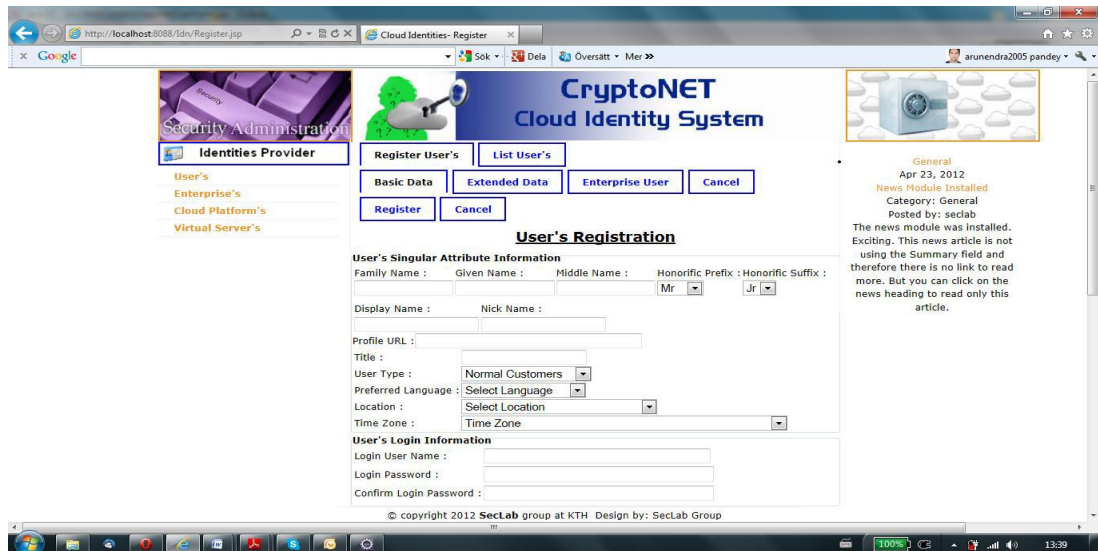 http://localhost:8088/Idn/Register.jsp
Cloud Identities- Register
x Google
Sök
Dela
Översätt
Mer »
arunendra2005 pandey
Security
Security Administration
CryptoNET
Cloud Identity System
Identities Provider
User's
Enterprise's
Cloud Platform's
Virtual Server's
Register User's
List User's
Basic Data
Extended Data
Enterprise User
Cancel
Register
Cancel
User's Registration
User's Singular Attribute Information
Family Name :
Given Name :
Middle Name :
Honorific Prefix :
Honorific Suffix :
Mr
Jr
Display Name :
Nick Name :
Profile URL :
Title :
User Type :
Normal Customers
Preferred Language :
Select Language
Location :
Select Location
Time Zone :
Time Zone
User's Login Information
Login User Name :
Login Password :
Confirm Login Password :
General
Apr 23, 2012
News Module Installed
Category: General
Posted by: seclab
The news module was installed.
Exciting. This news article is not
using the Summary field and
therefore there is no link to read
more. But you can click on the
news heading to read only this
article.
© copyright 2012 SecLab group at KTH Design by: SecLab Group
100%
13:39